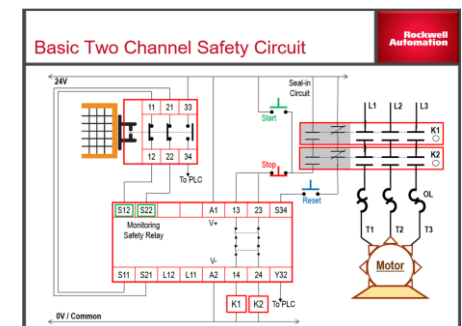 Basic Two Channel Safety Circuit
Rockwell
Automation
24V
Seal-in
Circuit
L1 L2 L3
11 21 33
Start
K1
K2
12 22 34
To PLC
Stop
Reset
OL
S12 S22 A1 13 23 S34
Monitoring
Safety Relay
V+
V-
T1 T2 T3
S11 S21 L12 L11 A2 14 24 Y32
Motor
K1 K2 To PLC
0V / Common